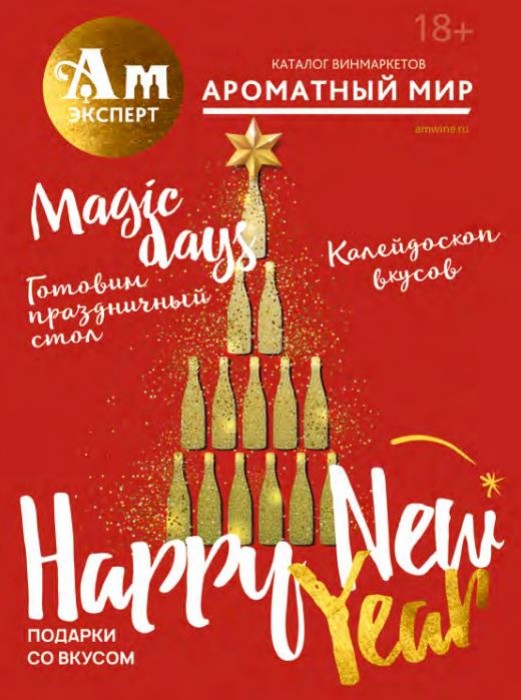 18+
Ам
ЭКСПЕРТ
КАТАЛОГ ВИНМАРКЕТОВ
АРОМАТНЫЙ МИР
amwine.ru
Magic
days
Готовим
праздничный
стол
Калейдоскоп
вкусов
Happy New
Year
ПОДАРКИ
СО ВКУСОМ